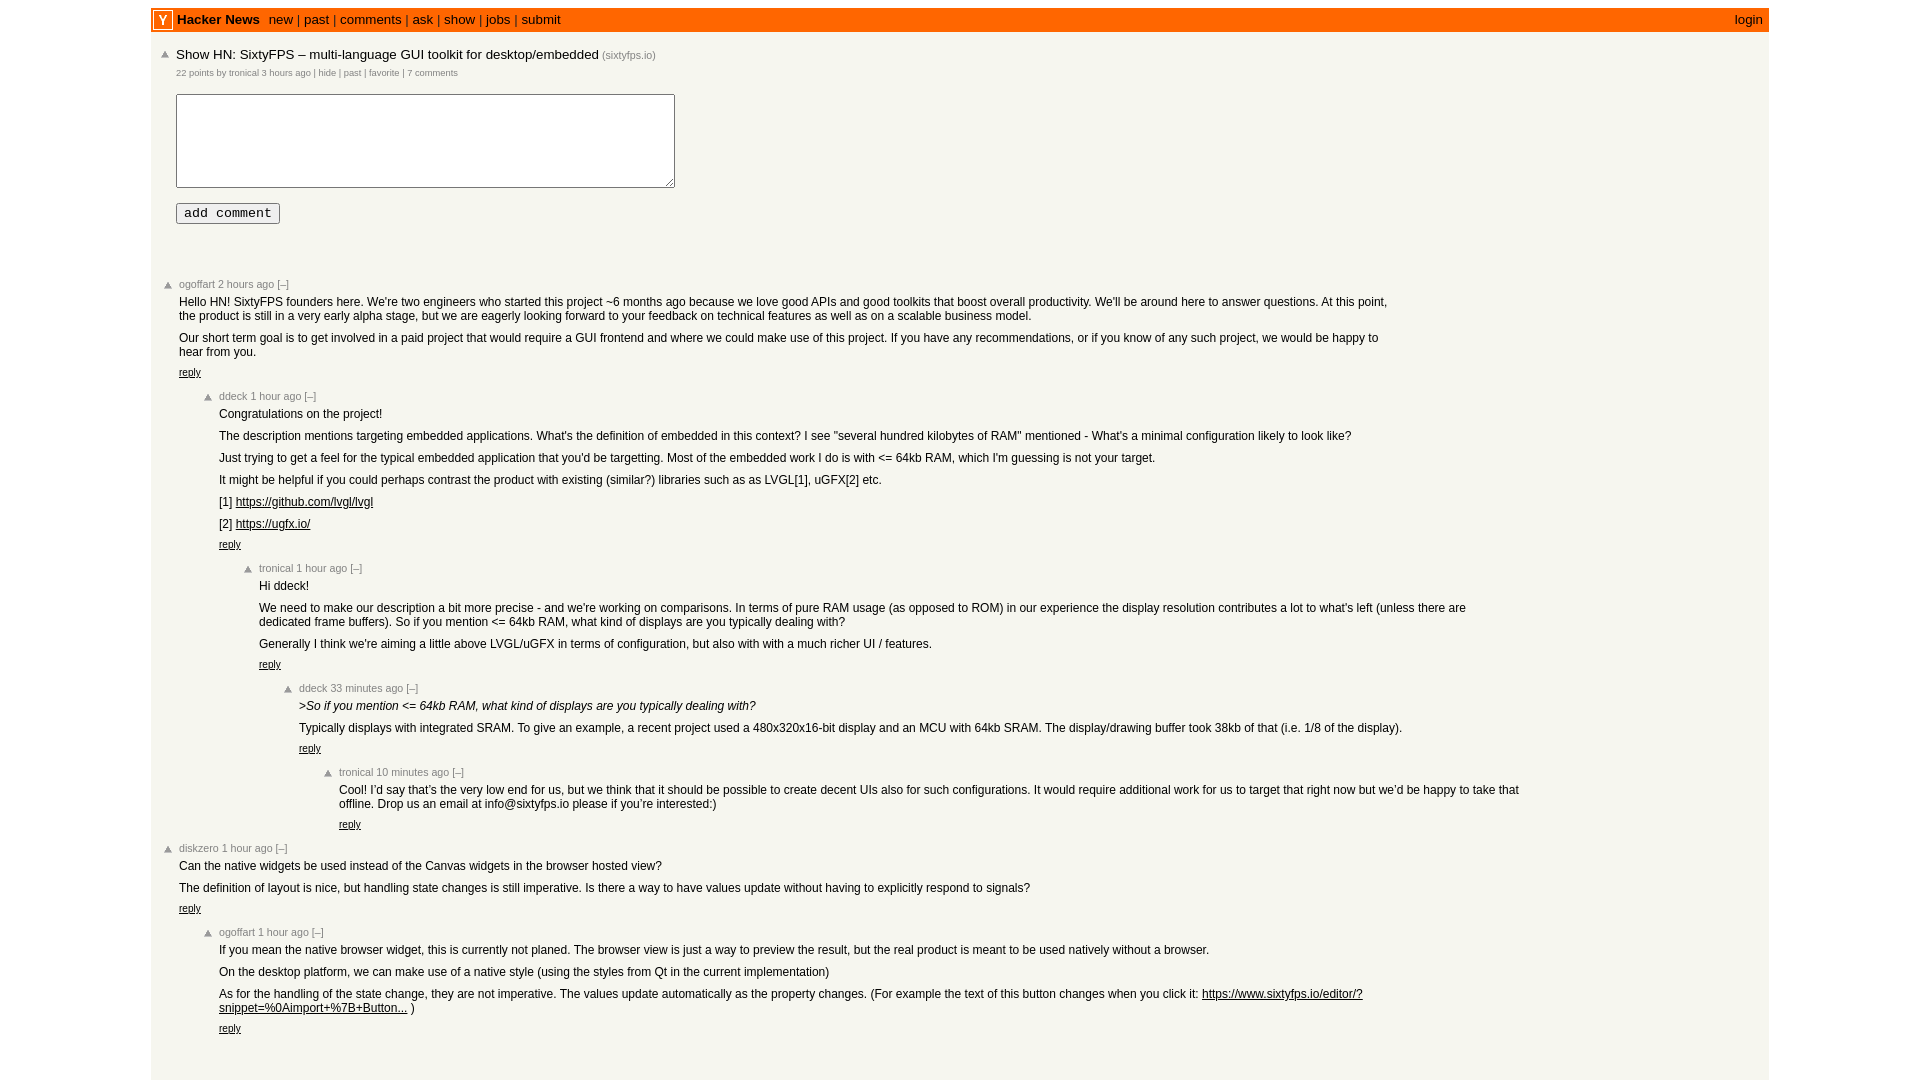 Y Hacker News new | past | comments | ask | show | jobs | submit login
Show HN: SixtyFPS – multi-language GUI toolkit for desktop/embedded (sixtyfps.io)
22 points by tronical 3 hours ago | hide | past | favorite | 7 comments
add comment
ogoffart 2 hours ago [–]
Hello HN! SixtyFPS founders here. We're two engineers who started this project ~6 months ago because we love good APIs and good toolkits that boost overall productivity. We'll be around here to answer questions. At this point,
the product is still in a very early alpha stage, but we are eagerly looking forward to your feedback on technical features as well as on a scalable business model.
Our short term goal is to get involved in a paid project that would require a GUI frontend and where we could make use of this project. If you have any recommendations, or if you know of any such project, we would be happy to
hear from you.
reply
ddeck 1 hour ago [–]
Congratulations on the project!
The description mentions targeting embedded applications. What's the definition of embedded in this context? I see "several hundred kilobytes of RAM" mentioned - What's a minimal configuration likely to look like?
Just trying to get a feel for the typical embedded application that you'd be targetting. Most of the embedded work I do is with <= 64kb RAM, which I'm guessing is not your target.
It might be helpful if you could perhaps contrast the product with existing (similar?) libraries such as as LVGL[1], uGFX[2] etc.
[1] https://github.com/lvgl/lvgl
[2] https://ugfx.io/
reply
tronical 1 hour ago [–]
Hi ddeck!
We need to make our description a bit more precise - and we're working on comparisons. In terms of pure RAM usage (as opposed to ROM) in our experience the display resolution contributes a lot to what's left (unless there are
dedicated frame buffers). So if you mention <= 64kb RAM, what kind of displays are you typically dealing with?
Generally I think we're aiming a little above LVGL/uGFX in terms of configuration, but also with with a much richer UI / features.
reply
ddeck 33 minutes ago [–]
>So if you mention <= 64kb RAM, what kind of displays are you typically dealing with?
Typically displays with integrated SRAM. To give an example, a recent project used a 480x320x16-bit display and an MCU with 64kb SRAM. The display/drawing buffer took 38kb of that (i.e. 1/8 of the display).
reply
tronical 10 minutes ago [–]
Cool! I’d say that’s the very low end for us, but we think that it should be possible to create decent UIs also for such configurations. It would require additional work for us to target that right now but we’d be happy to take that
offline. Drop us an email at info@sixtyfps.io please if you’re interested:)
reply
diskzero 1 hour ago [–]
Can the native widgets be used instead of the Canvas widgets in the browser hosted view?
The definition of layout is nice, but handling state changes is still imperative. Is there a way to have values update without having to explicitly respond to signals?
reply
ogoffart 1 hour ago [–]
If you mean the native browser widget, this is currently not planed. The browser view is just a way to preview the result, but the real product is meant to be used natively without a browser.
On the desktop platform, we can make use of a native style (using the styles from Qt in the current implementation)
As for the handling of the state change, they are not imperative. The values update automatically as the property changes. (For example the text of this button changes when you click it: https://www.sixtyfps.io/editor/?
snippet=%0Aimport+%7B+Button... )
reply